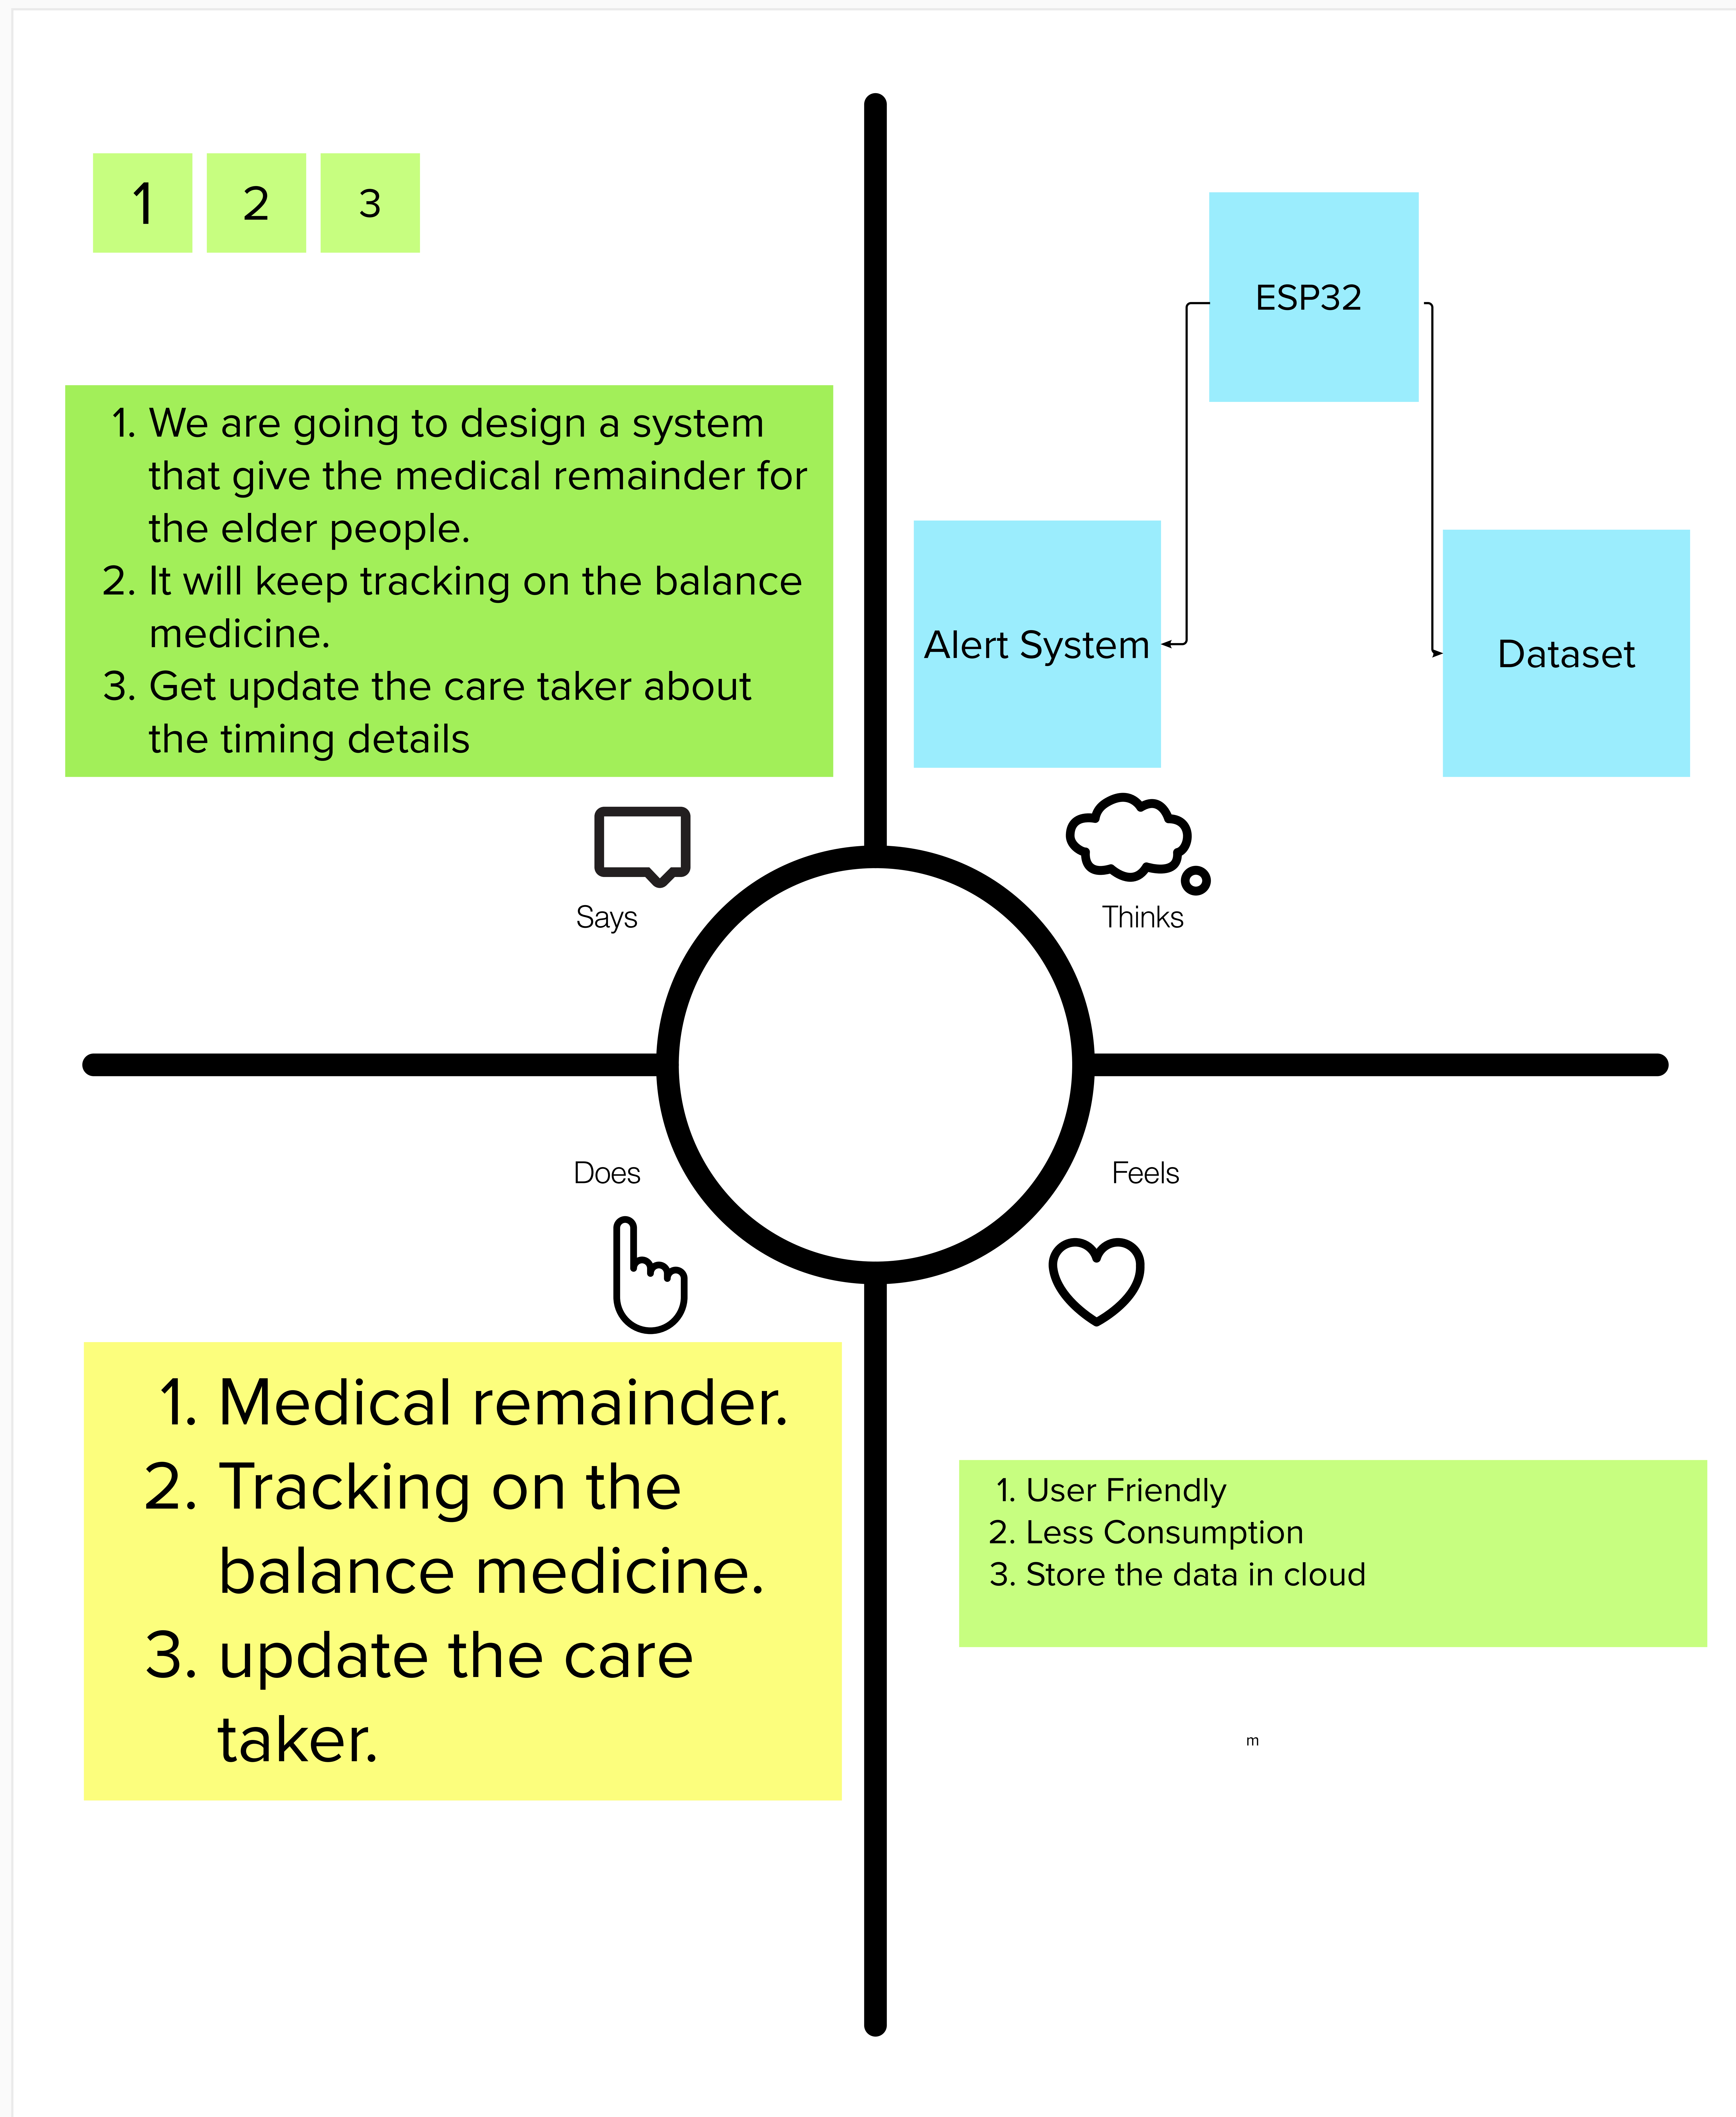 1 2 3
1. We are going to design a system
that give the medical remainder for
the elder people.
2. It will keep tracking on the balance
medicine.
3. Get update the care taker about
the timing details
Says
ESP32
Alert System
Dataset
Thinks
Does
1. Medical remainder.
2. Tracking on the
balance medicine.
3. update the care
taker.
Feels
1. User Friendly
2. Less Consumption
3. Store the data in cloud
m